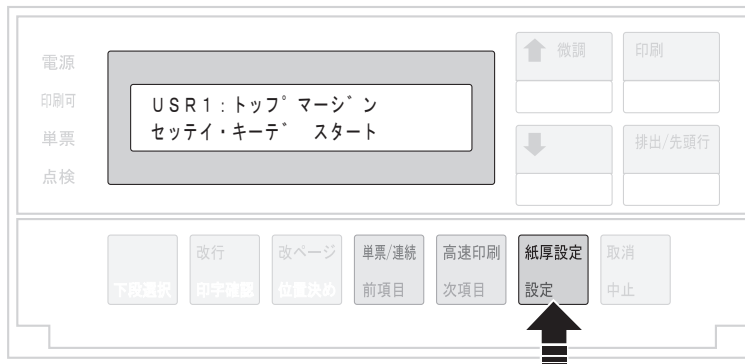 電源
印刷可
単票
点検
USR1:トップ マージン
セッテイ・キーデ スタート
微調
印刷
排出/先頭行
下段選択
改行
印字確認
改ページ
位置決め
単票/連続
前項目
高速印刷
次項目
紙厚設定
設定
取消
中止